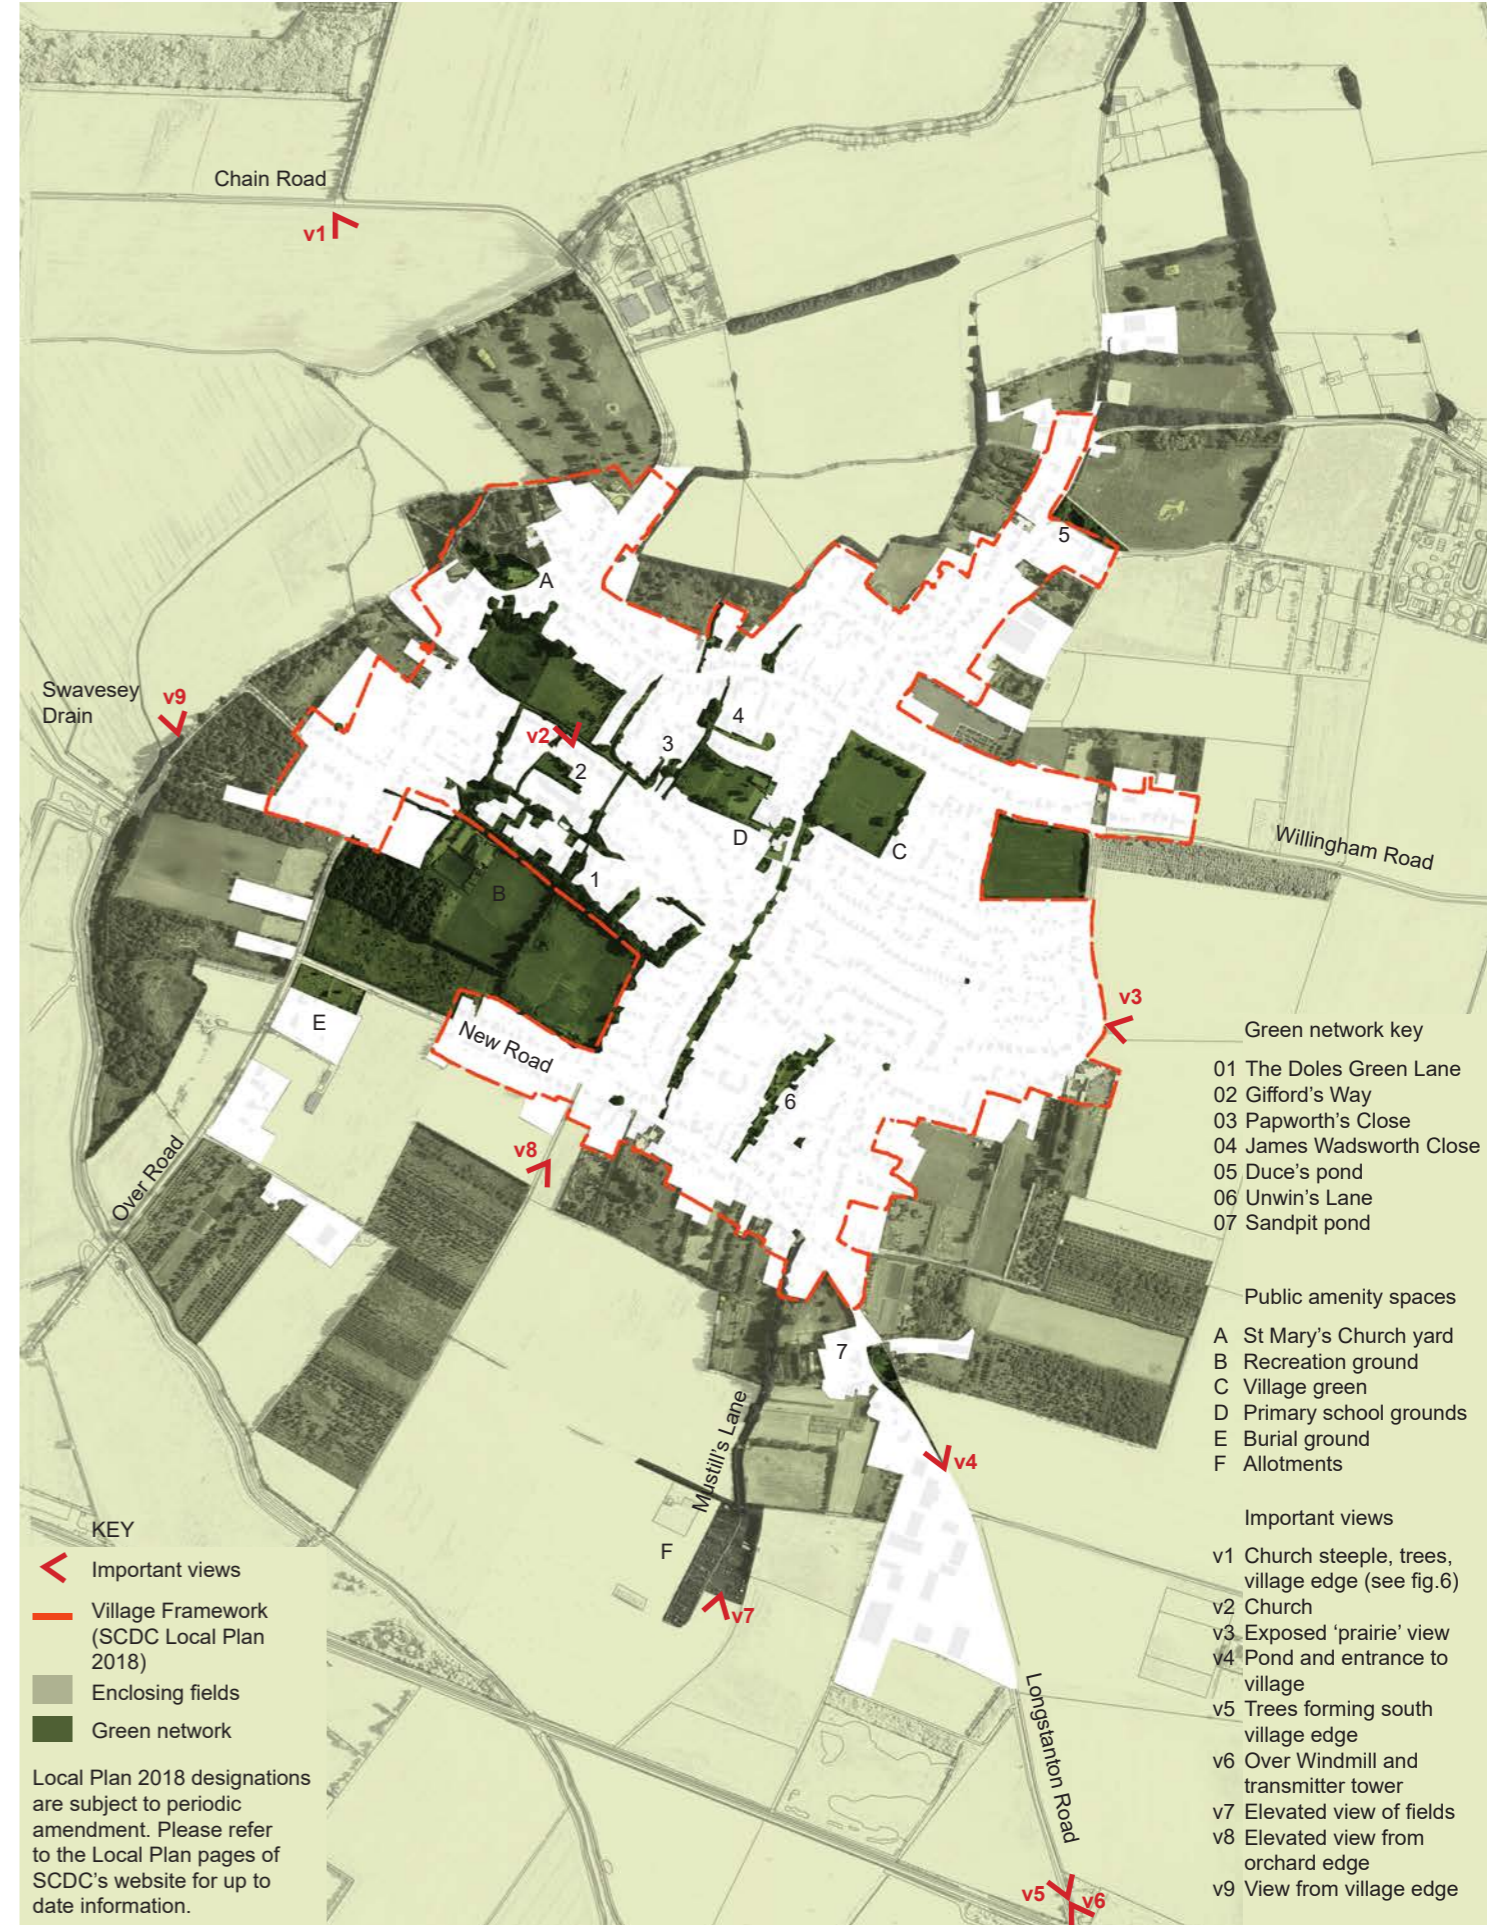 Chain Road
v1
A
5
Swavesey
Drain
v9
v2
4
3
2
D
C
Willingham Road
1
B
v3
E
New Road
6
v8
Over Road
7
Mustill's Lane
v4
F
v7
Longstanton Road
v5
v6
KEY
Important views
Village Framework
(SCDC Local Plan
2018)
Enclosing fields
Green network
Local Plan 2018 designations
are subject to periodic
amendment. Please refer
to the Local Plan pages of
SCDC's website for up to
date information.
Green network key
01 The Doles Green Lane
02 Gifford's Way
03 Papworth's Close
04 James Wadsworth Close
05 Duce's pond
06 Unwin's Lane
07 Sandpit pond
Public amenity spaces
A St Mary's Church yard
B Recreation ground
C Village green
D Primary school grounds
E Burial ground
F Allotments
Important views
v1 Church steeple, trees,
village edge (see fig.6)
v2 Church
v3 Exposed 'prairie' view
v4 Pond and entrance to
village
v5 Trees forming south
village edge
v6 Over Windmill and
transmitter tower
v7 Elevated view of fields
v8 Elevated view from
orchard edge
v9 View from village edge